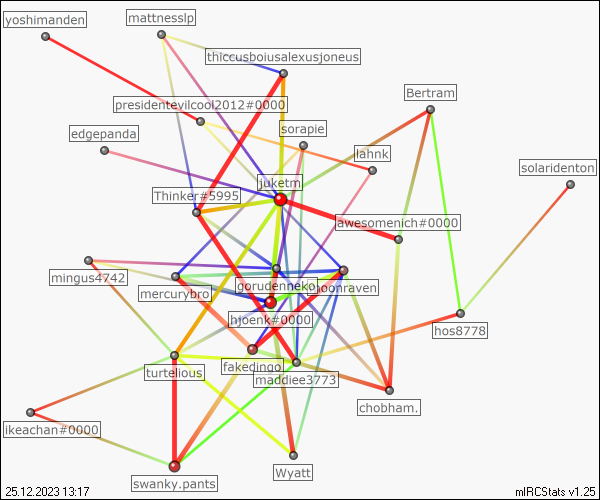 yoshimanden
mattnesslp
thiccusboiusalexusjoneus
Bertram
presidentevilcool2012#0000
sorapie
edgepanda
lahnk
solaridenton
juketm
Thinker#5995
awesomenich#0000
mingus4742
gorudenneko
moonraven
mercurybro
hjoenk#0000
hos8778
fakedingo
turtelious
maddiee3773
chobham.
ikeachan#0000
Wyatt
swanky.pants
25.12.2023 13:17
mIRCStats v1.25